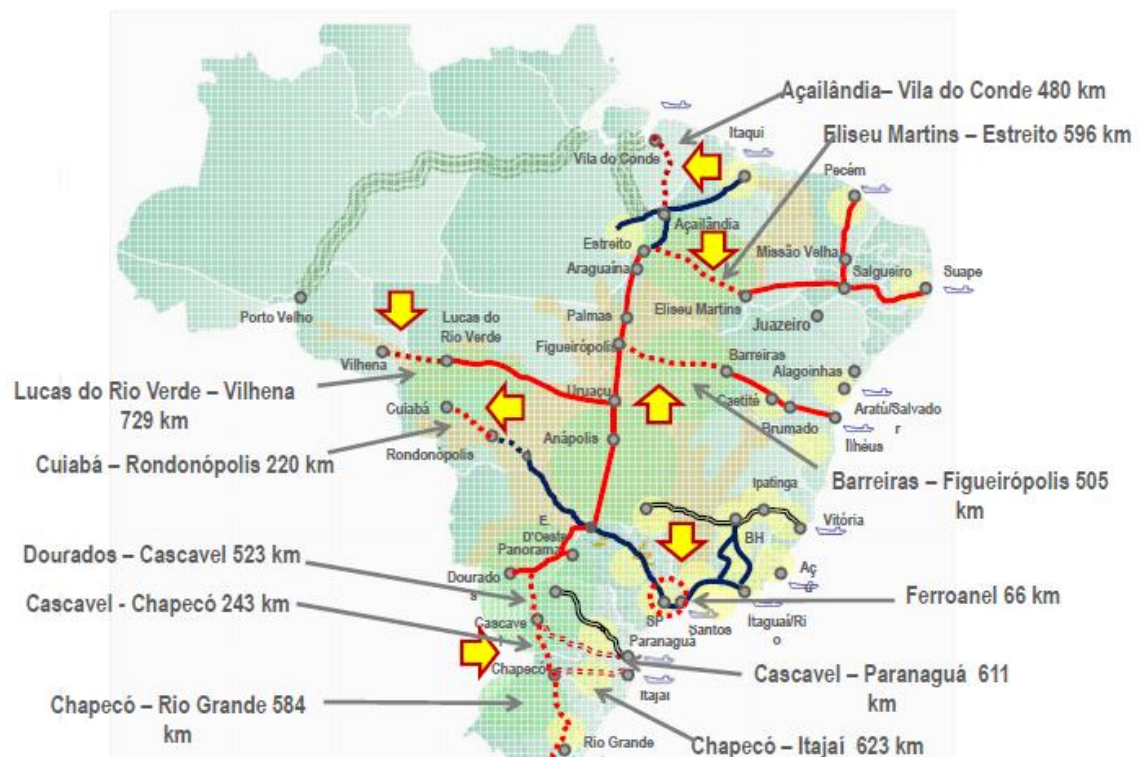 Açailândia– Vila do Conde 480 km
Itaqui
Eliseu Martins – Estreito 596 km
Vila do Conde
Pecém
Açailândia
Estreito
Missão Velha
Araguaína
Salgueiro
Suape
Eliseu Martins
Porto Velho
Lucas do
Rio Verde
Palmas
Juazeiro
Figueirópolis
Barreiras
Vilhena
Alagoinhas
Lucas do Rio Verde – Vilhena
729 km
Uruaçu
Caetité
Aratú/Salvado
r
Cuiabá
Brumado
Ilhéus
Anápolis
Rondonópolis
Cuiabá – Rondonópolis 220 km
Barreiras – Figueirópolis 505
km
Ipatinga
Vitória
E.
D'Oeste
BH
Panorama
Dourados – Cascavel 523 km
Dourado
s
Aç
Ferroanel 66 km
Cascavel - Chapecó 243 km
SP
Santos
Itaguaí/Ri
o
Cascave
Paranaguá
Chapecó
Cascavel – Paranaguá 611
km
Itajaí
Chapecó – Rio Grande 584
km
Rio Grande
Chapecó – Itajaí 623 km